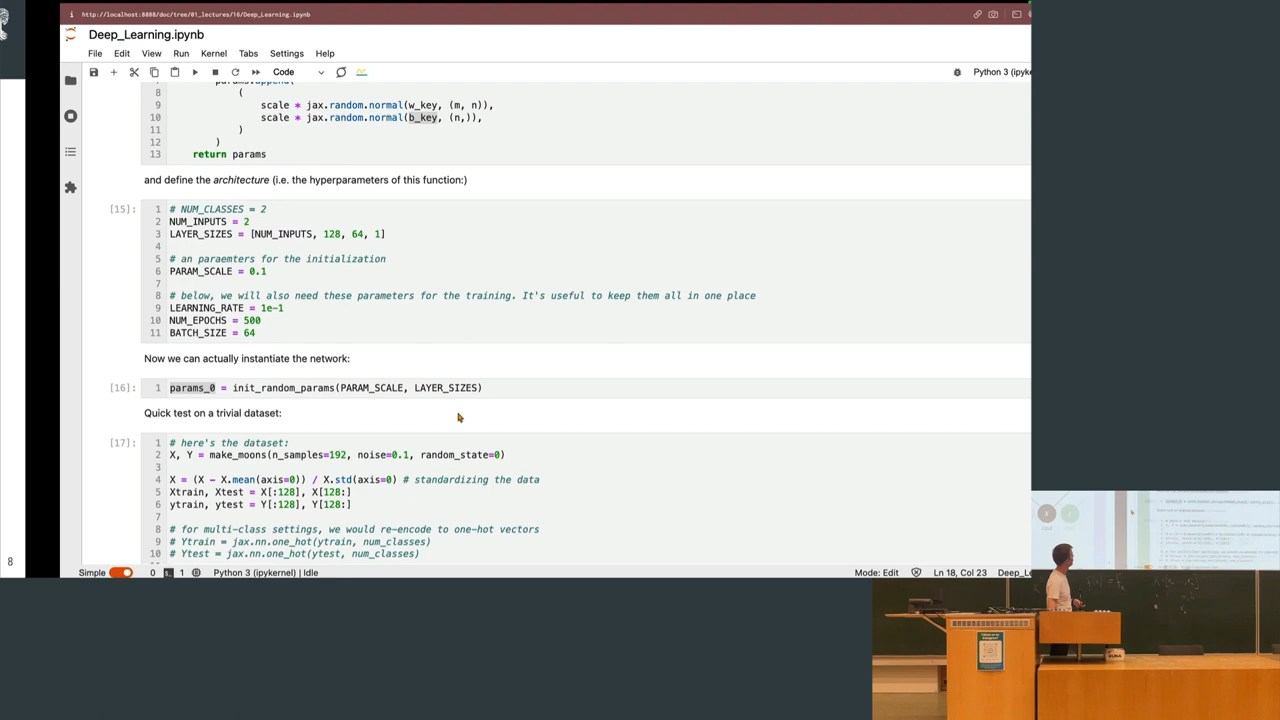 http://localhost:8888/doc/tree/01_lectures/16/Deep_Learning.ipynb
Deep_Learning.ipynb
File Edit View Run Kernel Tabs Settings Help
Code
Python 3 (ipyke
8 (
9 scale * jax.random.normal(w_key, (m, n)),
10 scale * jax.random.normal(b_key, (n,)),
11 )
12 )
13 return params
and define the architecture (i.e. the hyperparameters of this function:)
[15]: 1 # NUM_CLASSES = 2
2 NUM_INPUTS = 2
3 LAYER_SIZES = [NUM_INPUTS, 128, 64, 1]
4
5 # an paraemters for the initialization
6 PARAM_SCALE = 0.1
7
8 # below, we will also need these parameters for the training. It's useful to keep them all in one place
9 LEARNING_RATE = 1e-1
10 NUM_EPOCHS = 500
11 BATCH_SIZE = 64
Now we can actually instantiate the network:
[16]: 1 params_0 = init_random_params(PARAM_SCALE, LAYER_SIZES)
Quick test on a trivial dataset:
[17]: 1 # here's the dataset:
2 X, Y = make_moons(n_samples=192, noise=0.1, random_state=0)
3
4 X = (X - X.mean(axis=0)) / X.std(axis=0) # standardizing the data
5 Xtrain, Xtest = X[:128], X[128:]
6 ytrain, ytest = Y[:128], Y[128:]
7
8 # for multi-class settings, we would re-encode to one-hot vectors
9 # Ytrain = jax.nn.one_hot(ytrain, num_classes)
10 # Ytest = jax.nn.one_hot(ytest, num_classes)
8
Simple 0 1 Python 3 (ipykernel) | Idle Mode: Edit Ln 18, Col 23 Deep_Le